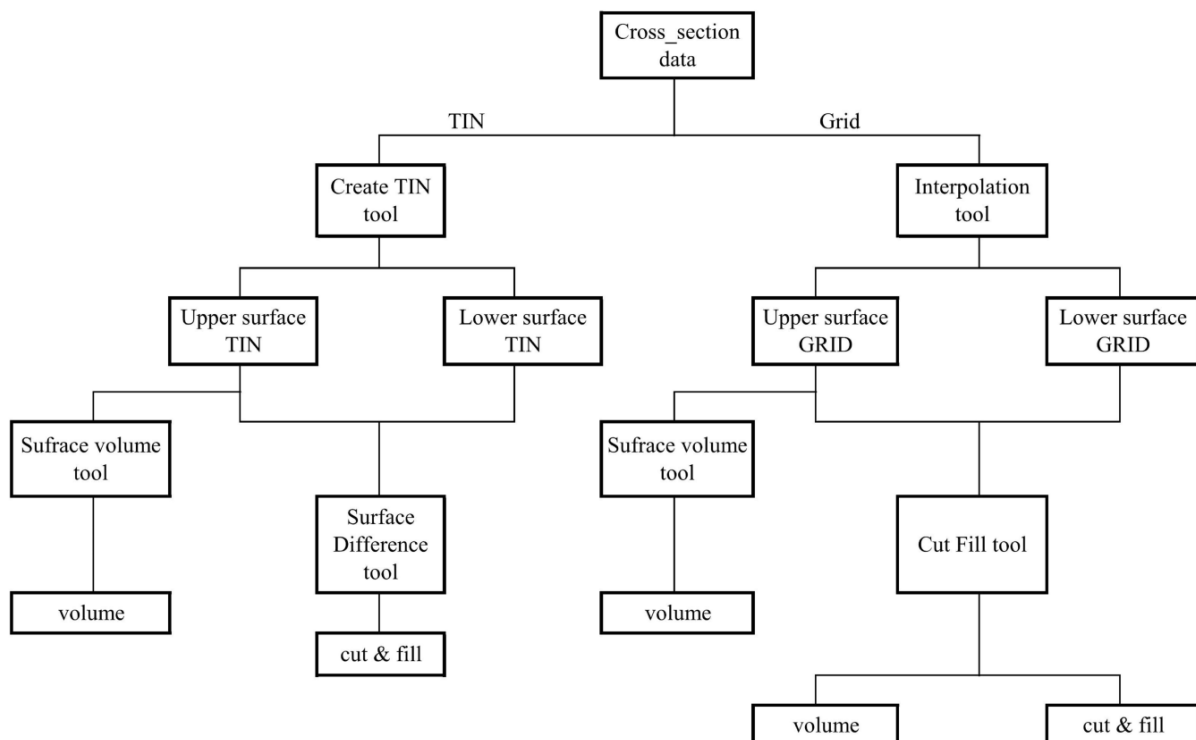 Cross_section
data
TIN
Grid
Create TIN
tool
Interpolation
tool
Upper surface
TIN
Lower surface
TIN
Upper surface
GRID
Lower surface
GRID
Sufrace volume
tool
Sufrace volume
tool
Surface
Difference
tool
Cut Fill tool
volume
volume
cut & fill
volume
cut & fill